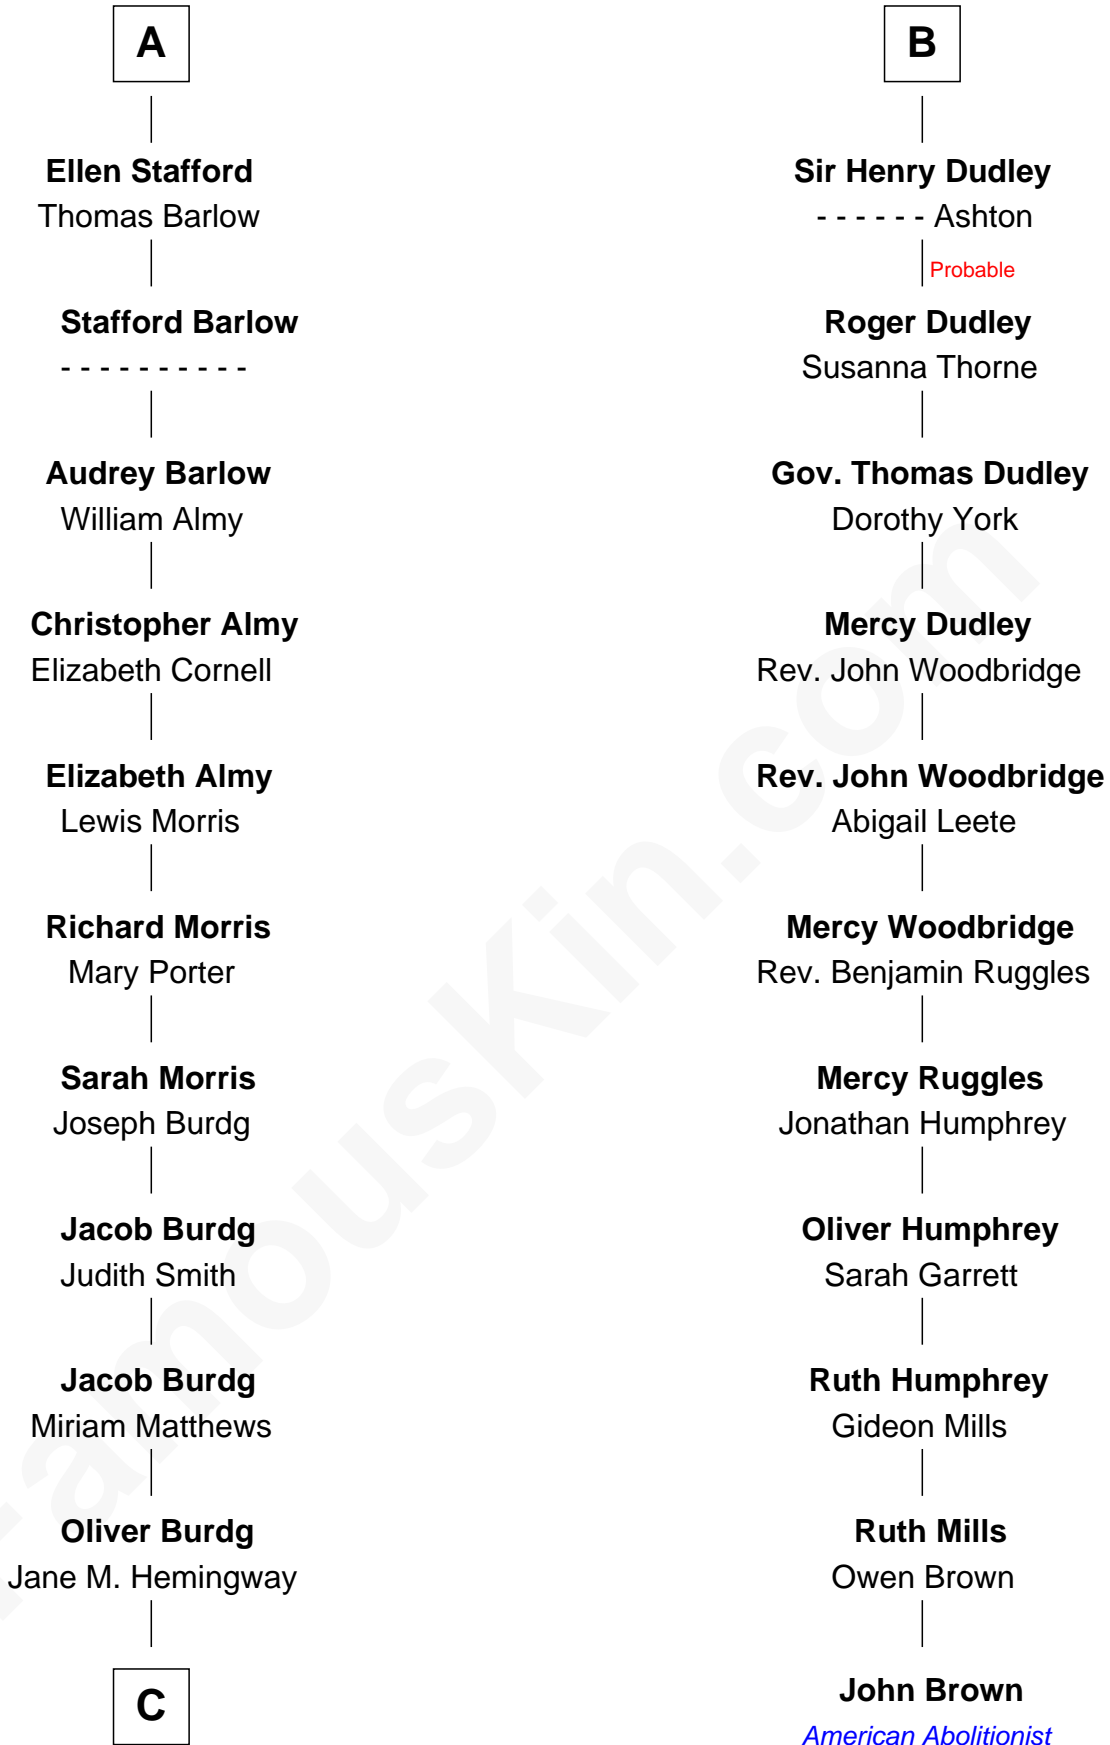 A
Ellen Stafford
Thomas Barlow
Stafford Barlow
- - - - - - - - - -
Audrey Barlow
William Almy
Christopher Almy
Elizabeth Cornell
Elizabeth Almy
Lewis Morris
Richard Morris
Mary Porter
Sarah Morris
Joseph Burdg
Jacob Burdg
Judith Smith
Jacob Burdg
Miriam Matthews
Oliver Burdg
Jane M. Hemingway
C
B
Sir Henry Dudley
- - - - - - Ashton
Probable
Roger Dudley
Susanna Thorne
Gov. Thomas Dudley
Dorothy York
Mercy Dudley
Rev. John Woodbridge
Rev. John Woodbridge
Abigail Leete
Mercy Woodbridge
Rev. Benjamin Ruggles
Mercy Ruggles
Jonathan Humphrey
Oliver Humphrey
Sarah Garrett
Ruth Humphrey
Gideon Mills
Ruth Mills
Owen Brown
John Brown
American Abolitionist
FamousKin.com